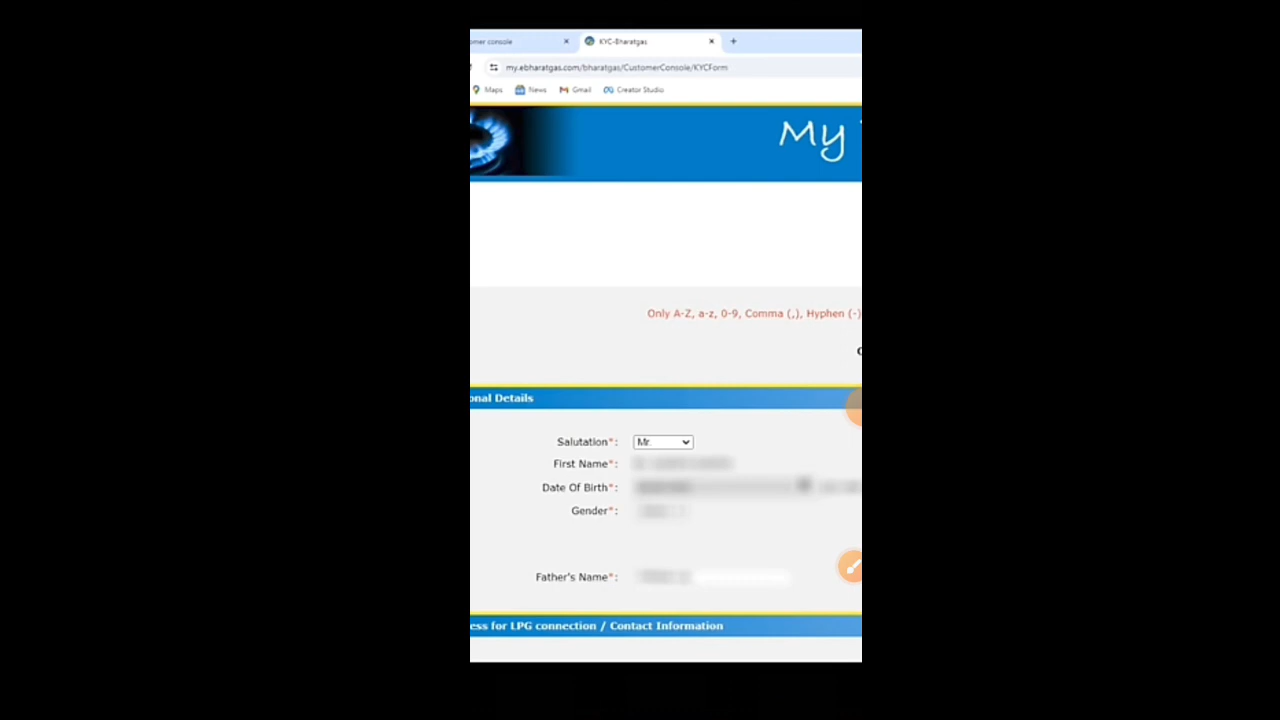 omer console
KYC-Bharatgas
my.ebharatgas.com/bharatgas/CustomerConsole/KYCForm
Maps News Gmail Creator Studio
My
Only A-Z, a-z, 0-9, Comma (,), Hyphen (-)
onal Details
Salutation*: Mr.
First Name*:
Date Of Birth*:
Gender*:
Father's Name*:
ess for LPG connection / Contact Information